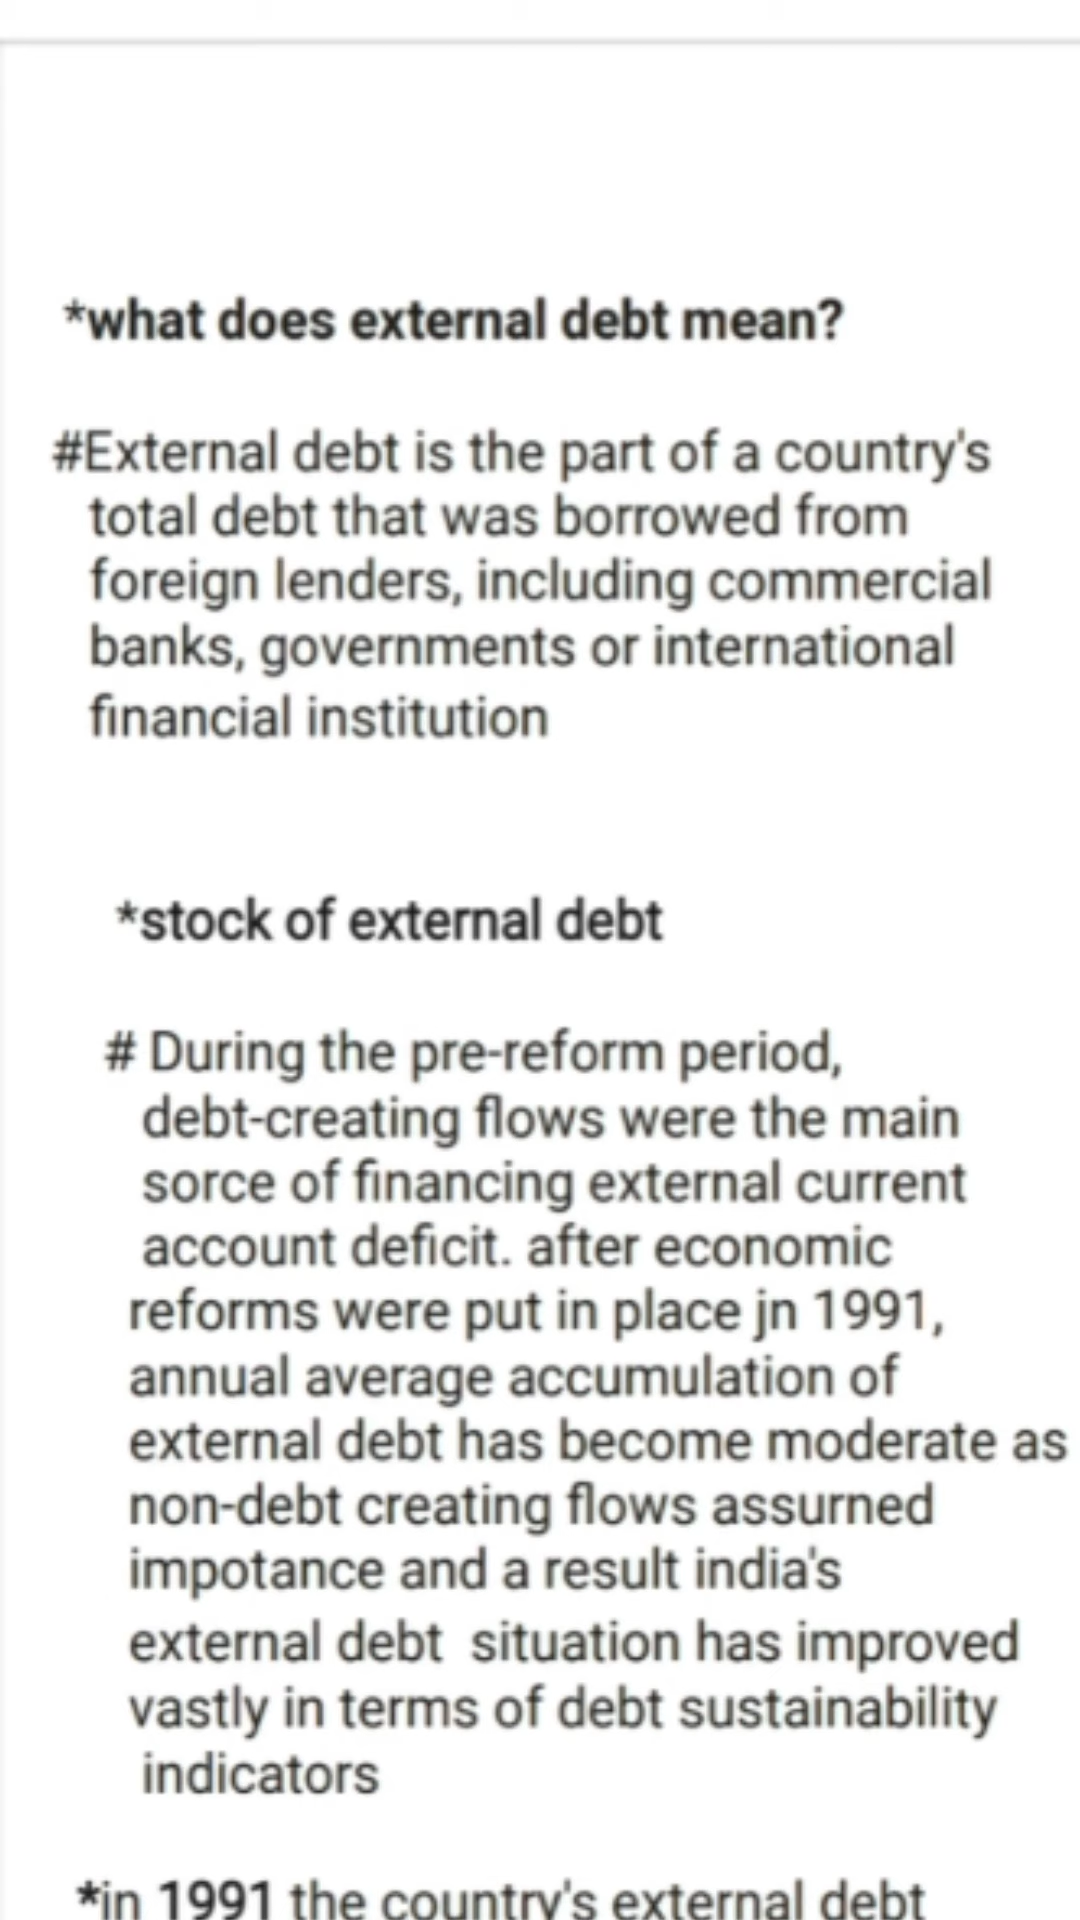 *what does external debt mean?
#External debt is the part of a country's
total debt that was borrowed from
foreign lenders, including commercial
banks, governments or international
financial institution
*stock of external debt
# During the pre-reform period,
debt-creating flows were the main
sorce of financing external current
account deficit. after economic
reforms were put in place jn 1991,
annual average accumulation of
external debt has become moderate as
non-debt creating flows assurned
impotance and a result india's
external debt  situation has improved
vastly in terms of debt sustainability
indicators
*in 1991 the country's external debt